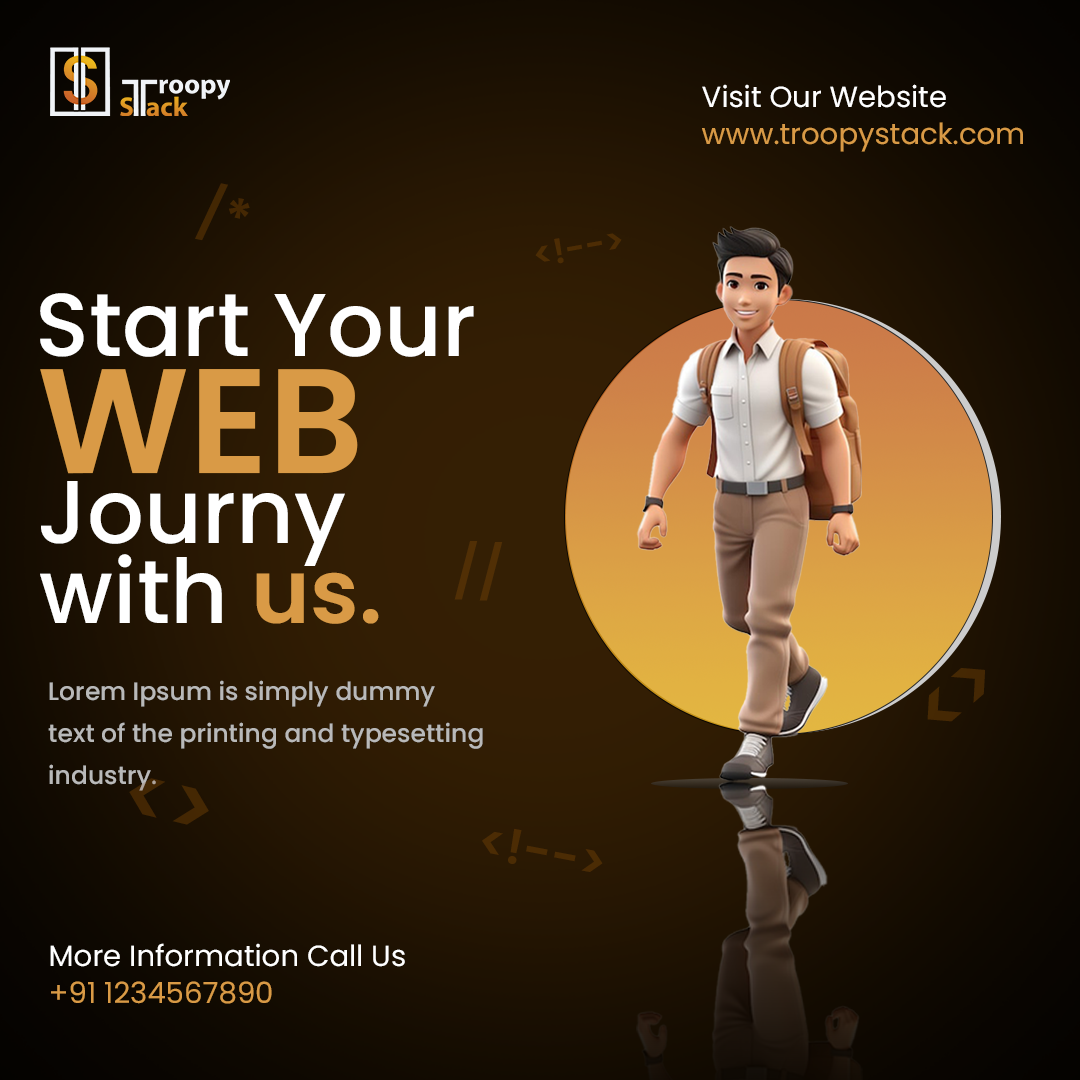 Troopy
Stack
Visit Our Website
www.troopystack.com
/*
<!-->
Start Your
WEB
Journy
with us.
//
Lorem Ipsum is simply dummy
text of the printing and typesetting
industry.
<>
<>
<!-->
More Information Call Us
+91 1234567890